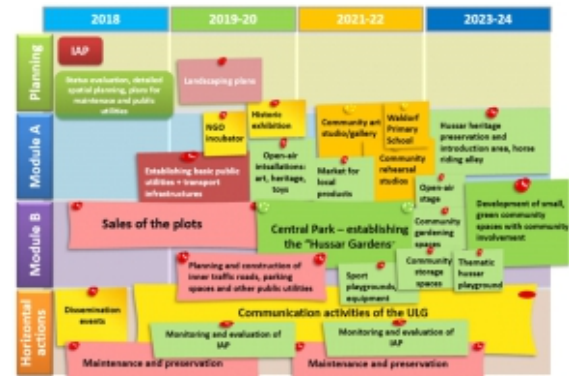 2018
2019-20
2021-22
2023-24
Planning
IAP
Status evaluation, detailed
spatial planning, plans for
maintenance and public
utilities
Landscaping plans
Module A
NGO
incubator
Historic
exhibition
Community art
studio/gallery
Waldorf
Primary
School
Hussar heritage
preservation and
introduction area, horse
riding alley
Establishing basic public
utilities + transport
infrastructures
Open-air
installations:
art, heritage,
toys
Market for
local
products
Community
rehearsal
studios
Open-air
stage
Module B
Sales of the plots
Central Park – establishing
the "Hussar Gardens"
Community
gardening
spaces
Development of small,
green community
spaces with community
involvement
Planning and construction of
inner traffic roads, parking
spaces and other public utilities
Sport
playgrounds,
equipment
Community
storage
spaces
Thematic
hussar
playground
Horizontal
actions
Dissemination
events
Communication activities of the ULG
Monitoring and evaluation of
IAP
Monitoring and evaluation of
IAP
Maintenance and preservation
Maintenance and preservation